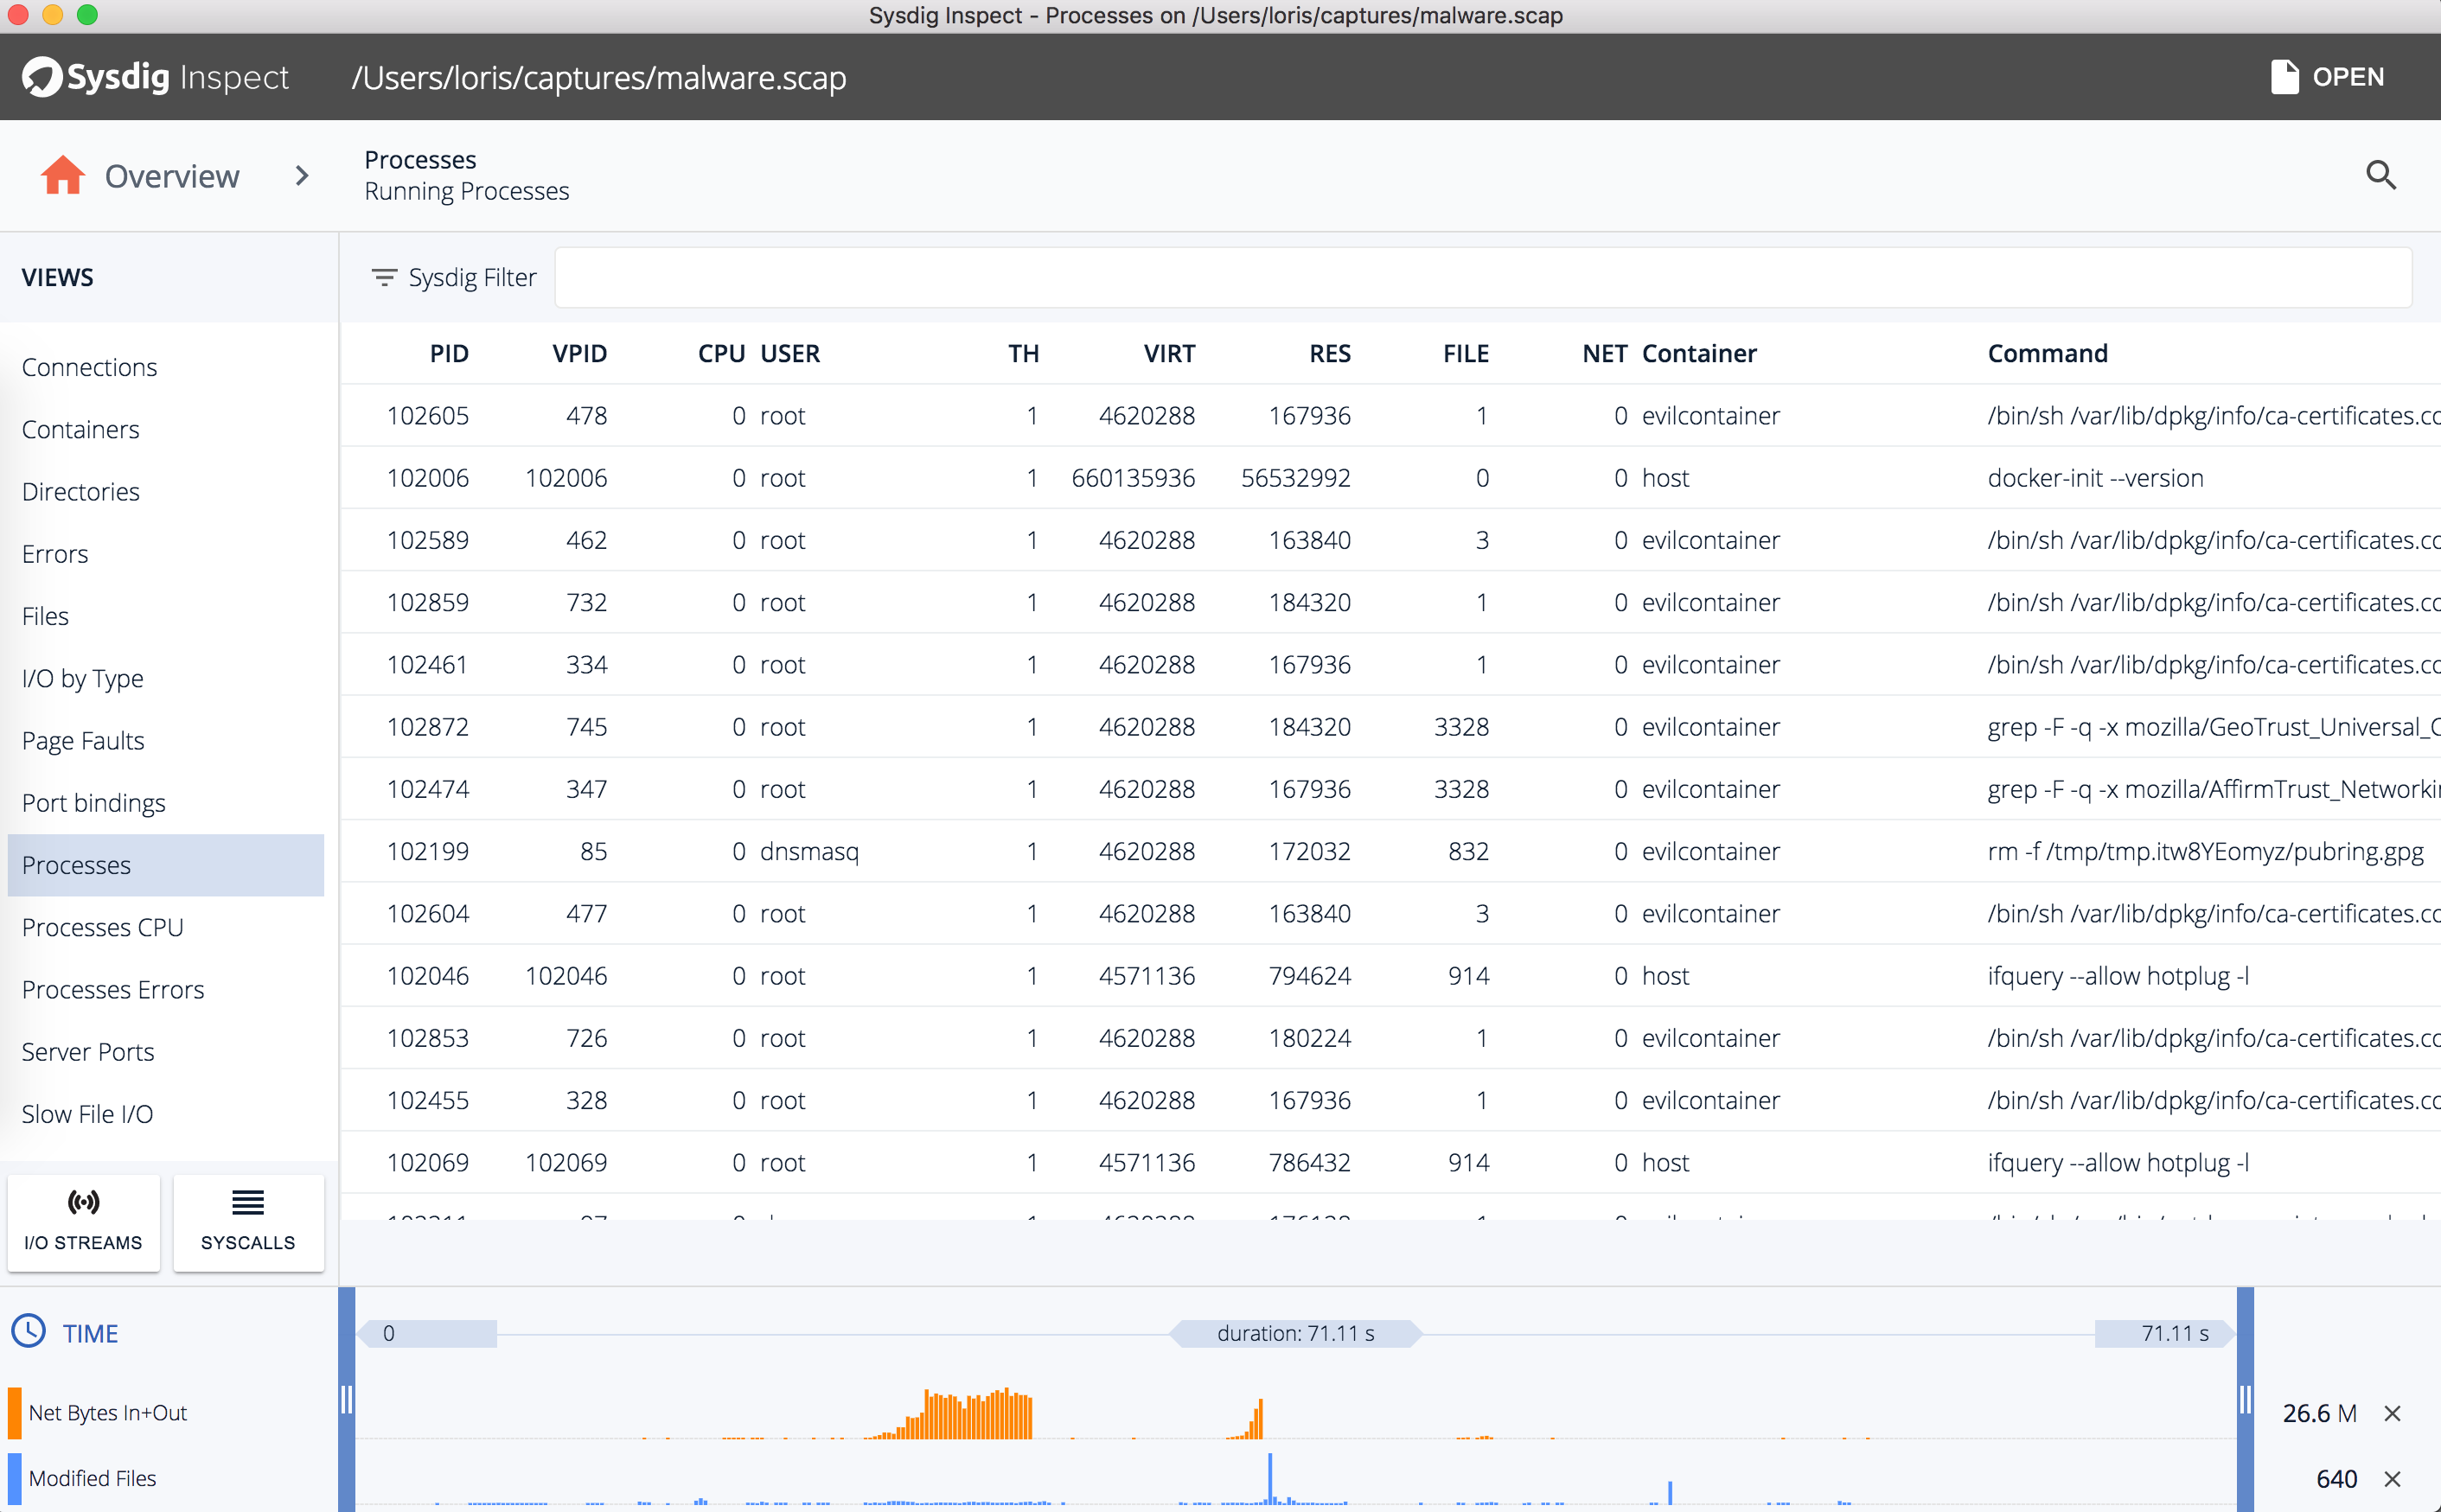 Sysdig Inspect - Processes on /Users/loris/captures/malware.scap
Sysdig Inspect /Users/loris/captures/malware.scap OPEN
Overview
Processes
Running Processes
VIEWS
Connections
Containers
Directories
Errors
Files
I/O by Type
Page Faults
Port bindings
Processes
Processes CPU
Processes Errors
Server Ports
Slow File I/O
I/O STREAMS
SYSCALLS
Sysdig Filter
PID VPID CPU USER TH VIRT RES FILE NET Container Command
102605 478 0 root 1 4620288 167936 1 0 evilcontainer /bin/sh /var/lib/dpkg/info/ca-certificates.co
102006 102006 0 root 1 660135936 56532992 0 0 host docker-init --version
102589 462 0 root 1 4620288 163840 3 0 evilcontainer /bin/sh /var/lib/dpkg/info/ca-certificates.co
102859 732 0 root 1 4620288 184320 1 0 evilcontainer /bin/sh /var/lib/dpkg/info/ca-certificates.co
102461 334 0 root 1 4620288 167936 1 0 evilcontainer /bin/sh /var/lib/dpkg/info/ca-certificates.co
102872 745 0 root 1 4620288 184320 3328 0 evilcontainer grep -F -q -x mozilla/GeoTrust_Universal_C
102474 347 0 root 1 4620288 167936 3328 0 evilcontainer grep -F -q -x mozilla/AffirmTrust_Networkin
102199 85 0 dnsmasq 1 4620288 172032 832 0 evilcontainer rm -f /tmp/tmp.itw8YEomyz/pubring.gpg
102604 477 0 root 1 4620288 163840 3 0 evilcontainer /bin/sh /var/lib/dpkg/info/ca-certificates.co
102046 102046 0 root 1 4571136 794624 914 0 host ifquery --allow hotplug -l
102853 726 0 root 1 4620288 180224 1 0 evilcontainer /bin/sh /var/lib/dpkg/info/ca-certificates.co
102455 328 0 root 1 4620288 167936 1 0 evilcontainer /bin/sh /var/lib/dpkg/info/ca-certificates.co
102069 102069 0 root 1 4571136 786432 914 0 host ifquery --allow hotplug -l
TIME
0
duration: 71.11 s
71.11 s
Net Bytes In+Out 26.6 M
Modified Files 640